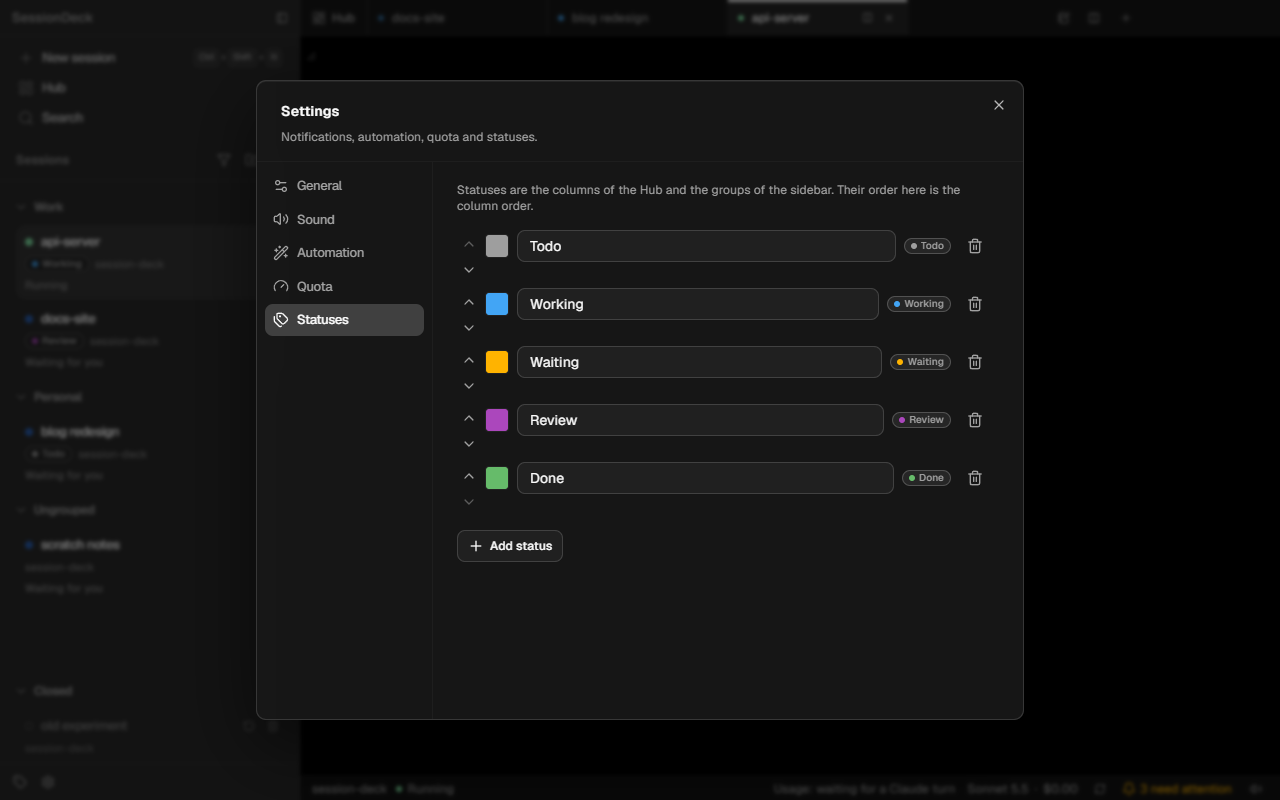 SessionDeck
Hub
docs-site
blog redesign
api-server
New session
Hub
Search
Sessions
Work
api-server
Working
session-deck
Running
docs-site
Review
session-deck
Waiting for you
Personal
blog redesign
Todo
session-deck
Waiting for you
Ungrouped
scratch notes
session-deck
Waiting for you
Closed
old experiment
session-deck
Settings
Notifications, automation, quota and statuses.
General
Sound
Automation
Quota
Statuses
Statuses are the columns of the Hub and the groups of the sidebar. Their order here is the
column order.
Todo
Todo
Working
Working
Waiting
Waiting
Review
Review
Done
Done
Add status
session-deck
Running
Usage: waiting for a Claude turn
Sonnet 5.5 · $0.00
3 need attention